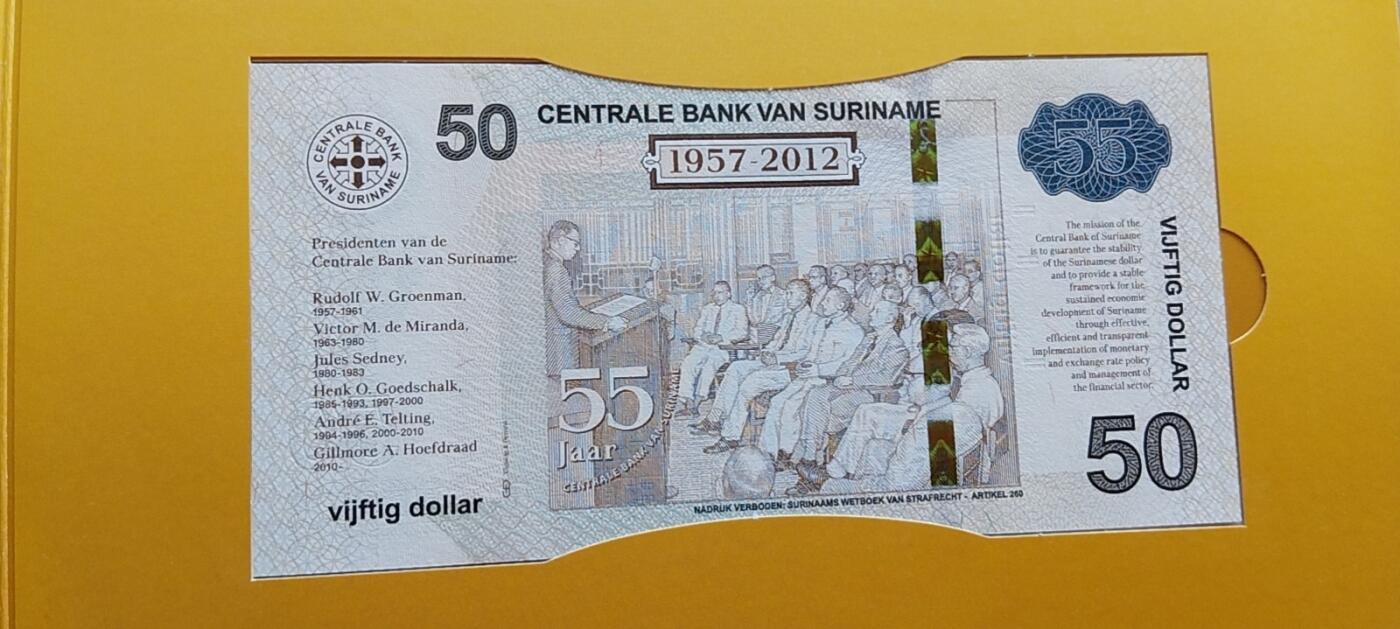 CENTRALE BANK
VAN SURINAME
50
CENTRALE BANK VAN SURINAME
1957-2012
55
Presidenten van de
Centrale Bank van Suriname:
Rudolf W. Groenman,
1957-1961
Victor M. de Miranda,
1963-1980
Jules Sedney,
1980-1983
Henk O. Goedschalk,
1985-1993, 1997-2000
André E. Telting,
1994-1996, 2000-2010
Gillmore A. Hoefdraad
2010-
vijftig dollar
55
Jaar
CENTRALE BANK VAN SURINAME
NADRUK VERBODEN: SURINAAMS WETBOEK VAN STRAFRECHT - ARTIKEL 260
The mission of the
Central Bank of Suriname
is to guarantee the stability
of the Surinamese dollar
and to provide a stable
framework for the
sustained economic
development of Suriname
through effective,
efficient and transparent
implementation of monetary
and exchange rate policy
and management of
the financial sector.
VIJFTIG DOLLAR
50